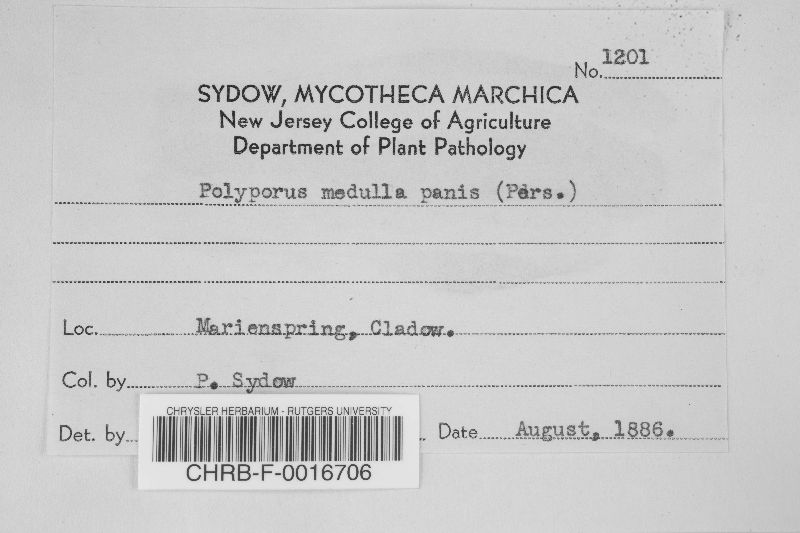 No. 1201
SYDOW, MYCOTHECA MARCHICA
New Jersey College of Agriculture
Department of Plant Pathology
Polyporus medulla panis (Pers.)
Loc. Marienspring, Cladow.
Col. by P. Sydow
Det. by Date August, 1886.
CHRYSLER HERBARIUM - RUTGERS UNIVERSITY
CHRB-F-0016706